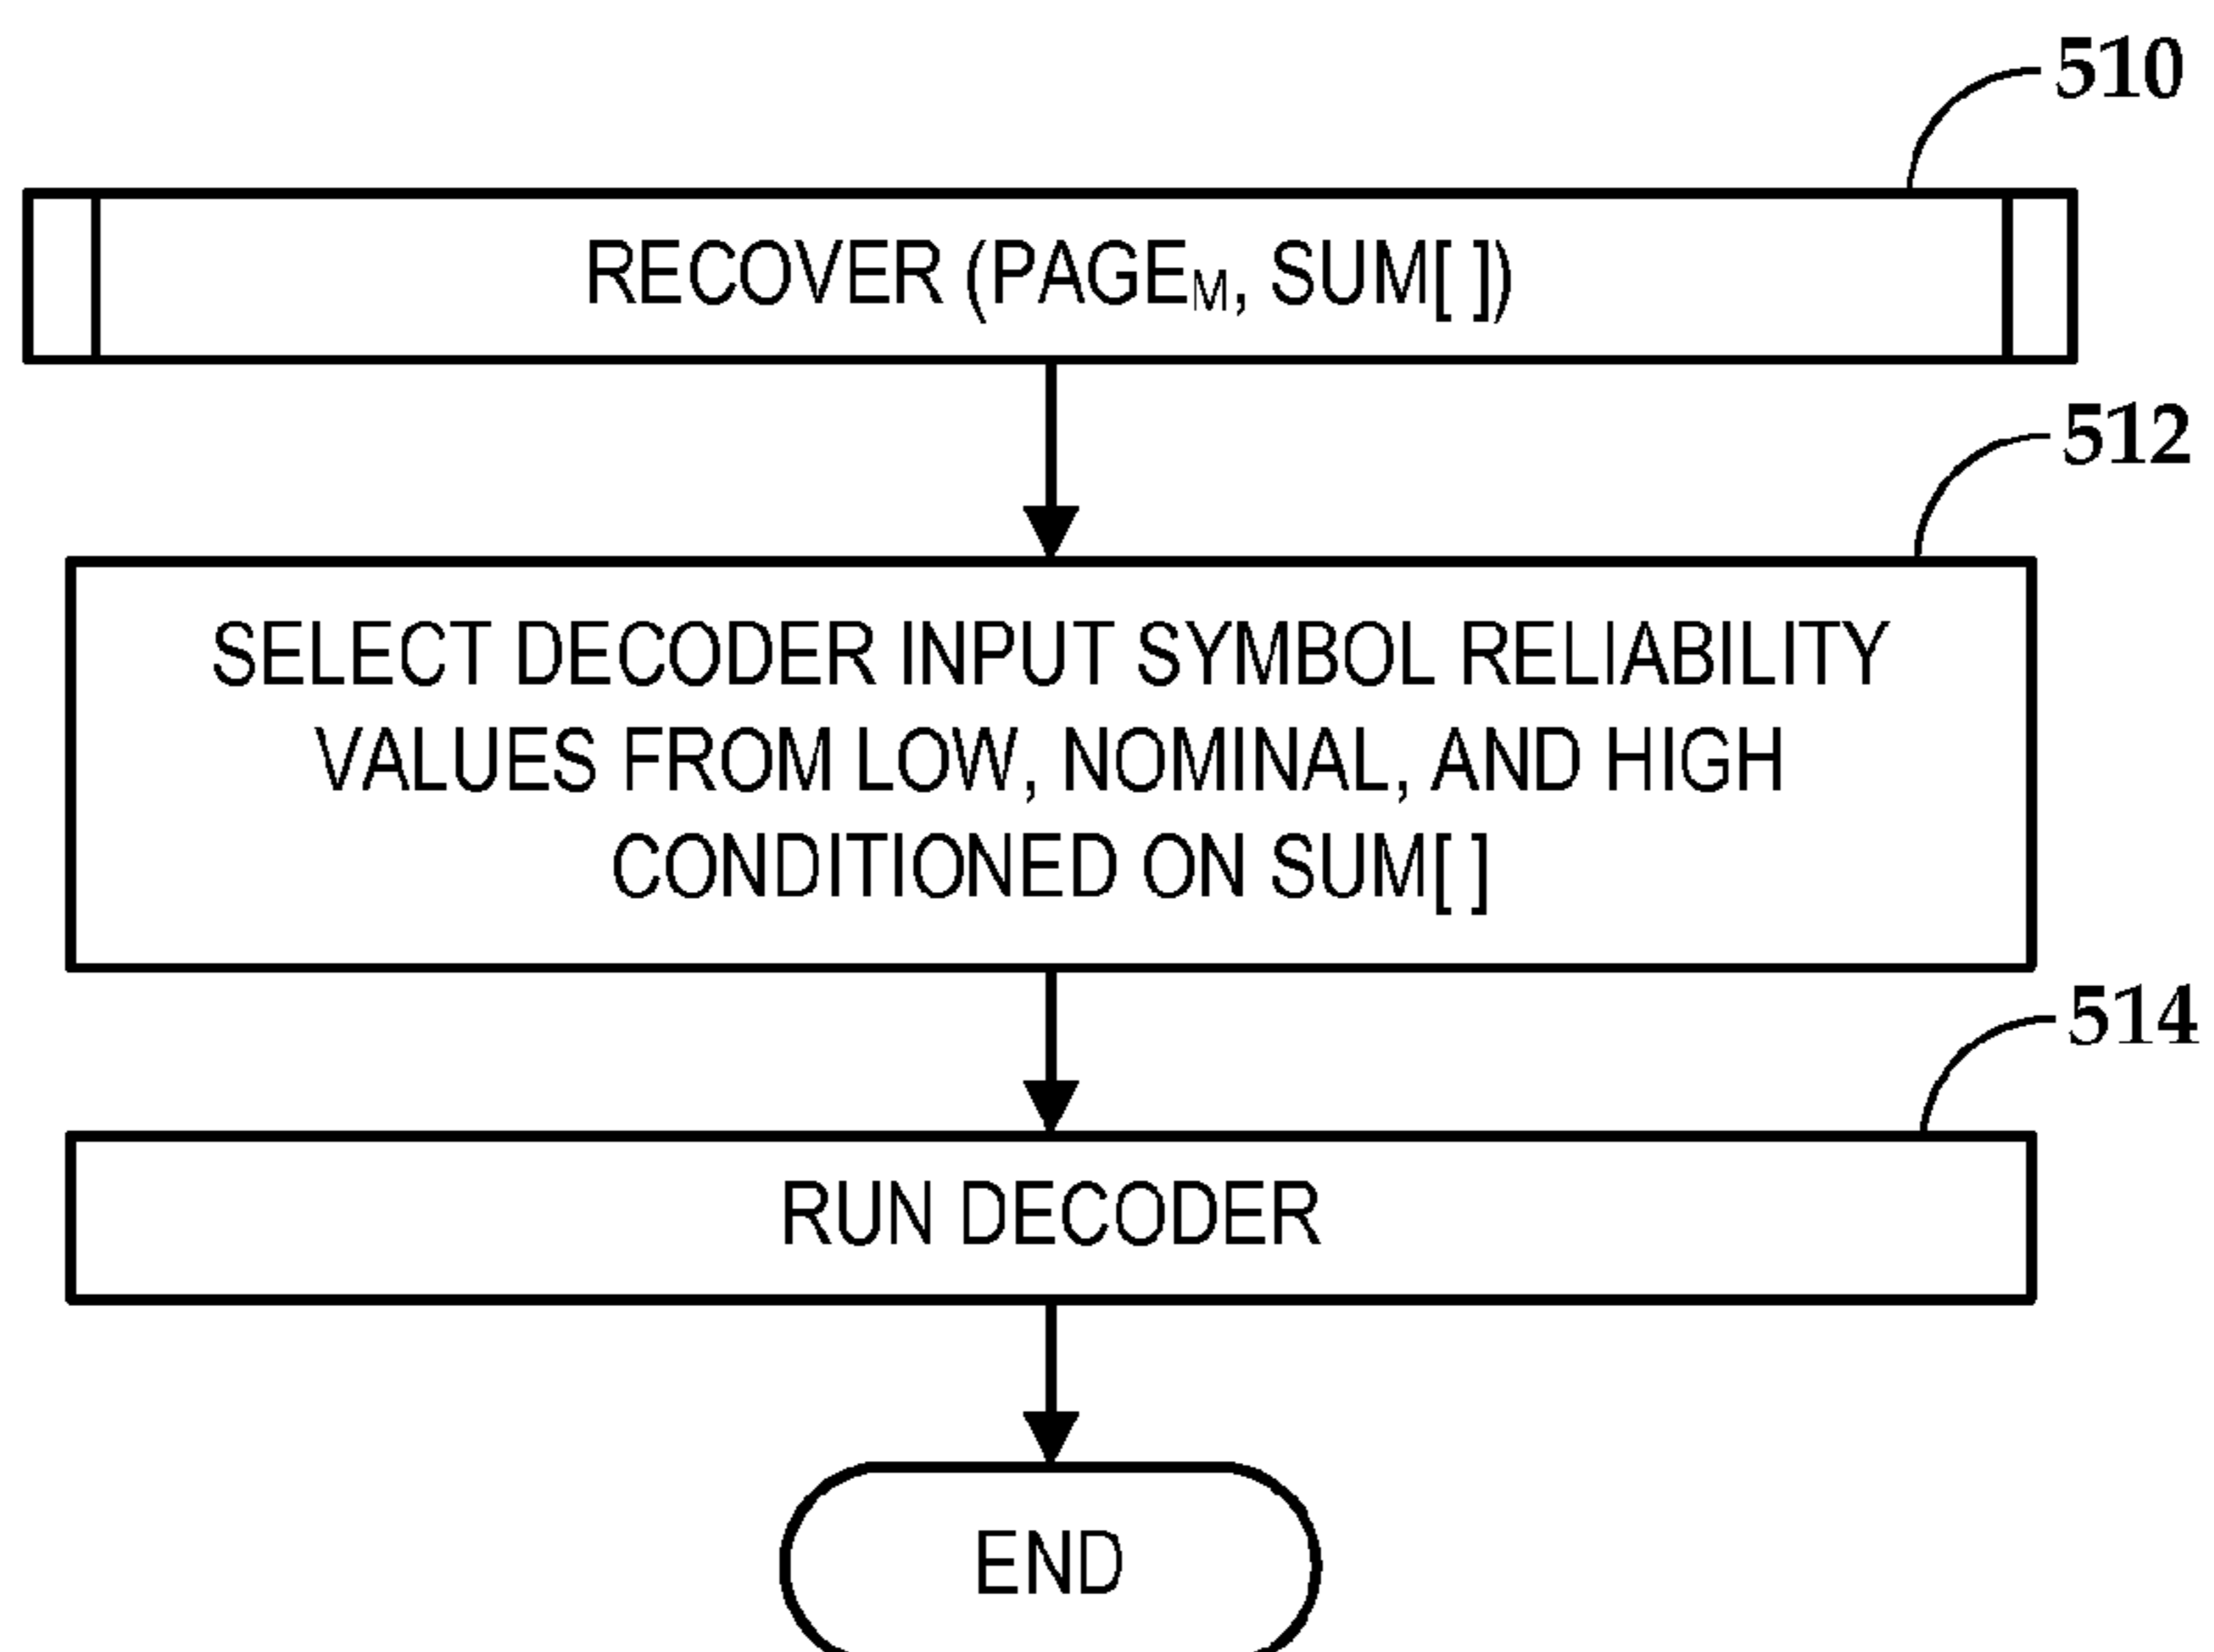 510
RECOVER (PAGEM, SUM[ ])
512
SELECT DECODER INPUT SYMBOL RELIABILITY
VALUES FROM LOW, NOMINAL, AND HIGH
CONDITIONED ON SUM[ ]
514
RUN DECODER
END